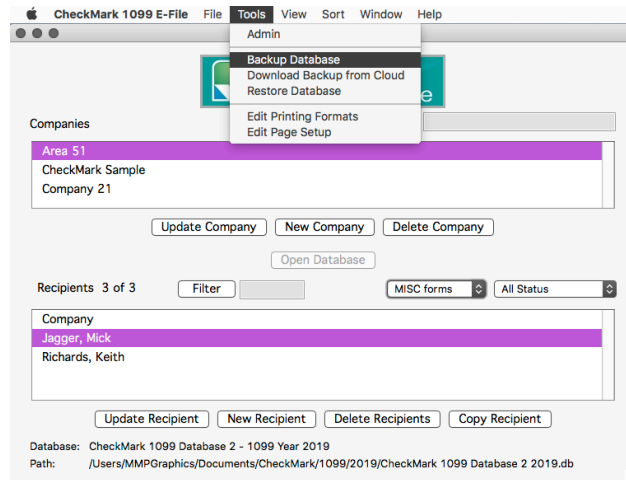 CheckMark 1099 E-File File Tools View Sort Window Help
Admin
Backup Database
Download Backup from Cloud
Restore Database
e
Edit Printing Formats
Edit Page Setup
Companies
Area 51
CheckMark Sample
Company 21
Update Company New Company Delete Company
Open Database
Recipients 3 of 3 Filter MISC forms All Status
Company
Jagger, Mick
Richards, Keith
Update Recipient New Recipient Delete Recipients Copy Recipient
Database: CheckMark 1099 Database 2 - 1099 Year 2019
Path: /Users/MMPGraphics/Documents/CheckMark/1099/2019/CheckMark 1099 Database 2 2019.db